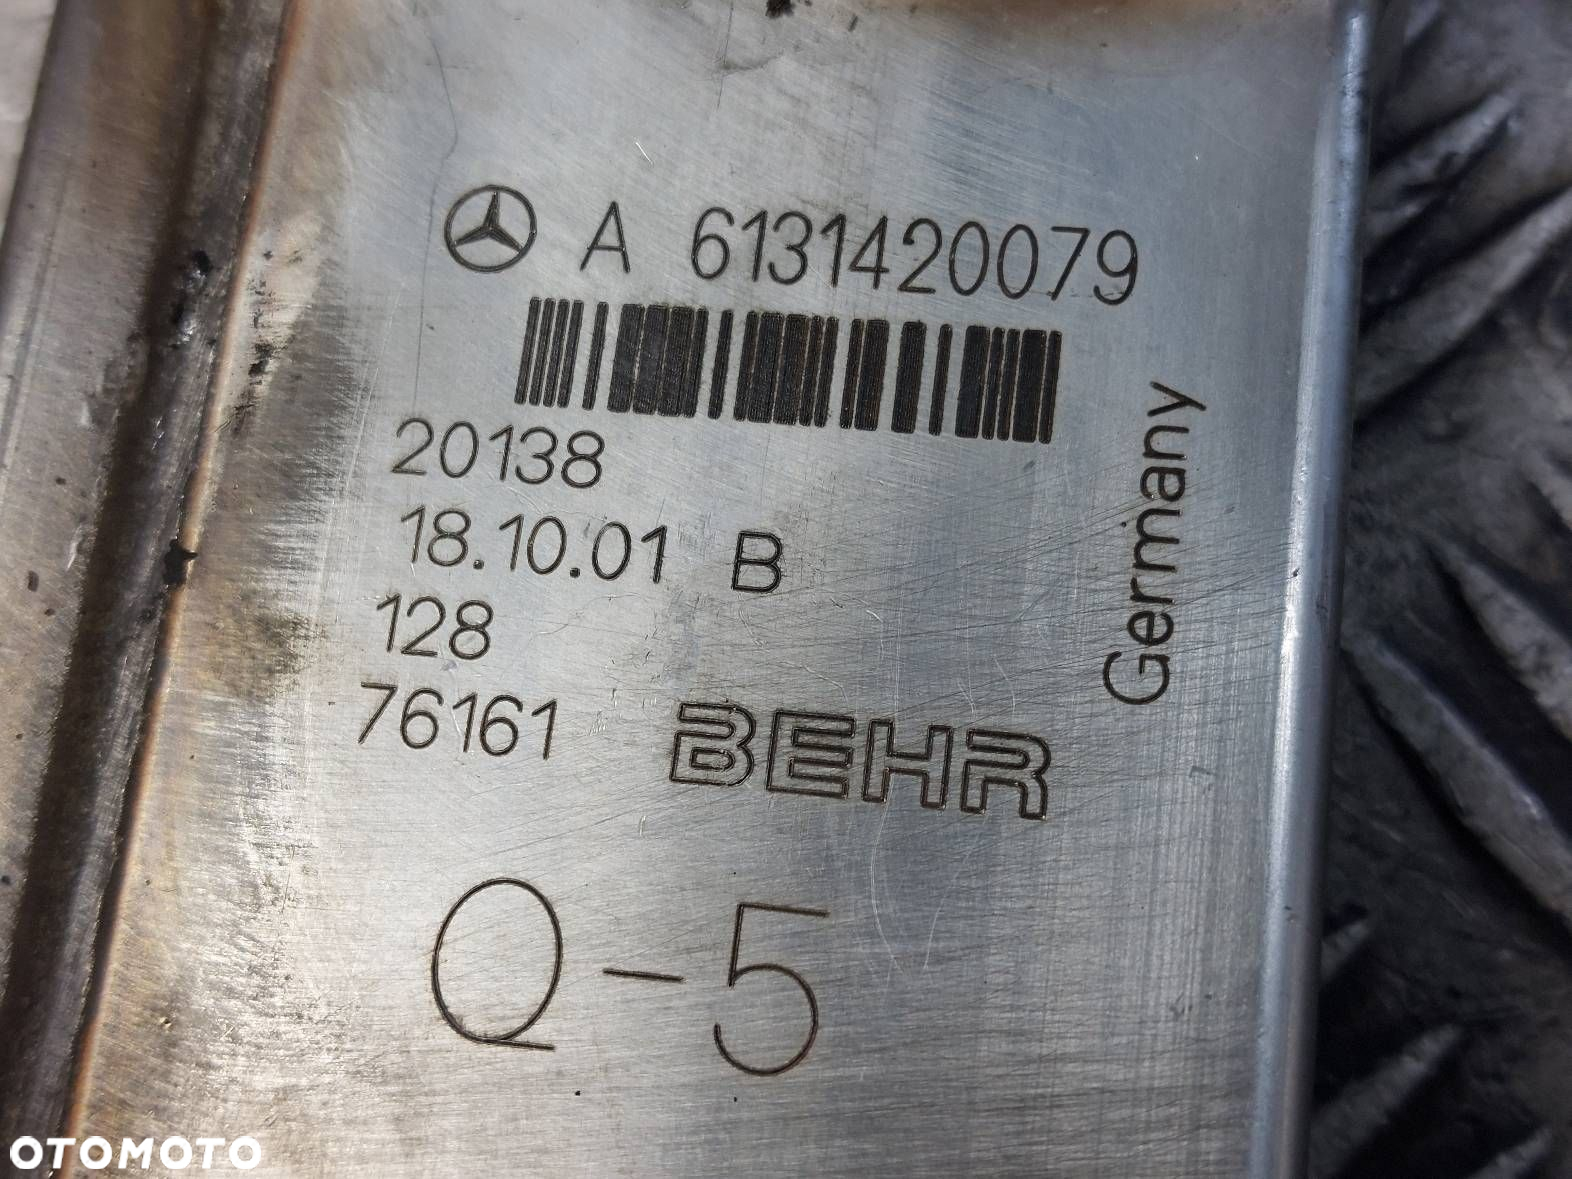 A 6131420079
20138
18.10.01 B
128
76161 BEHR
Germany
Q-5
OTOMOTO